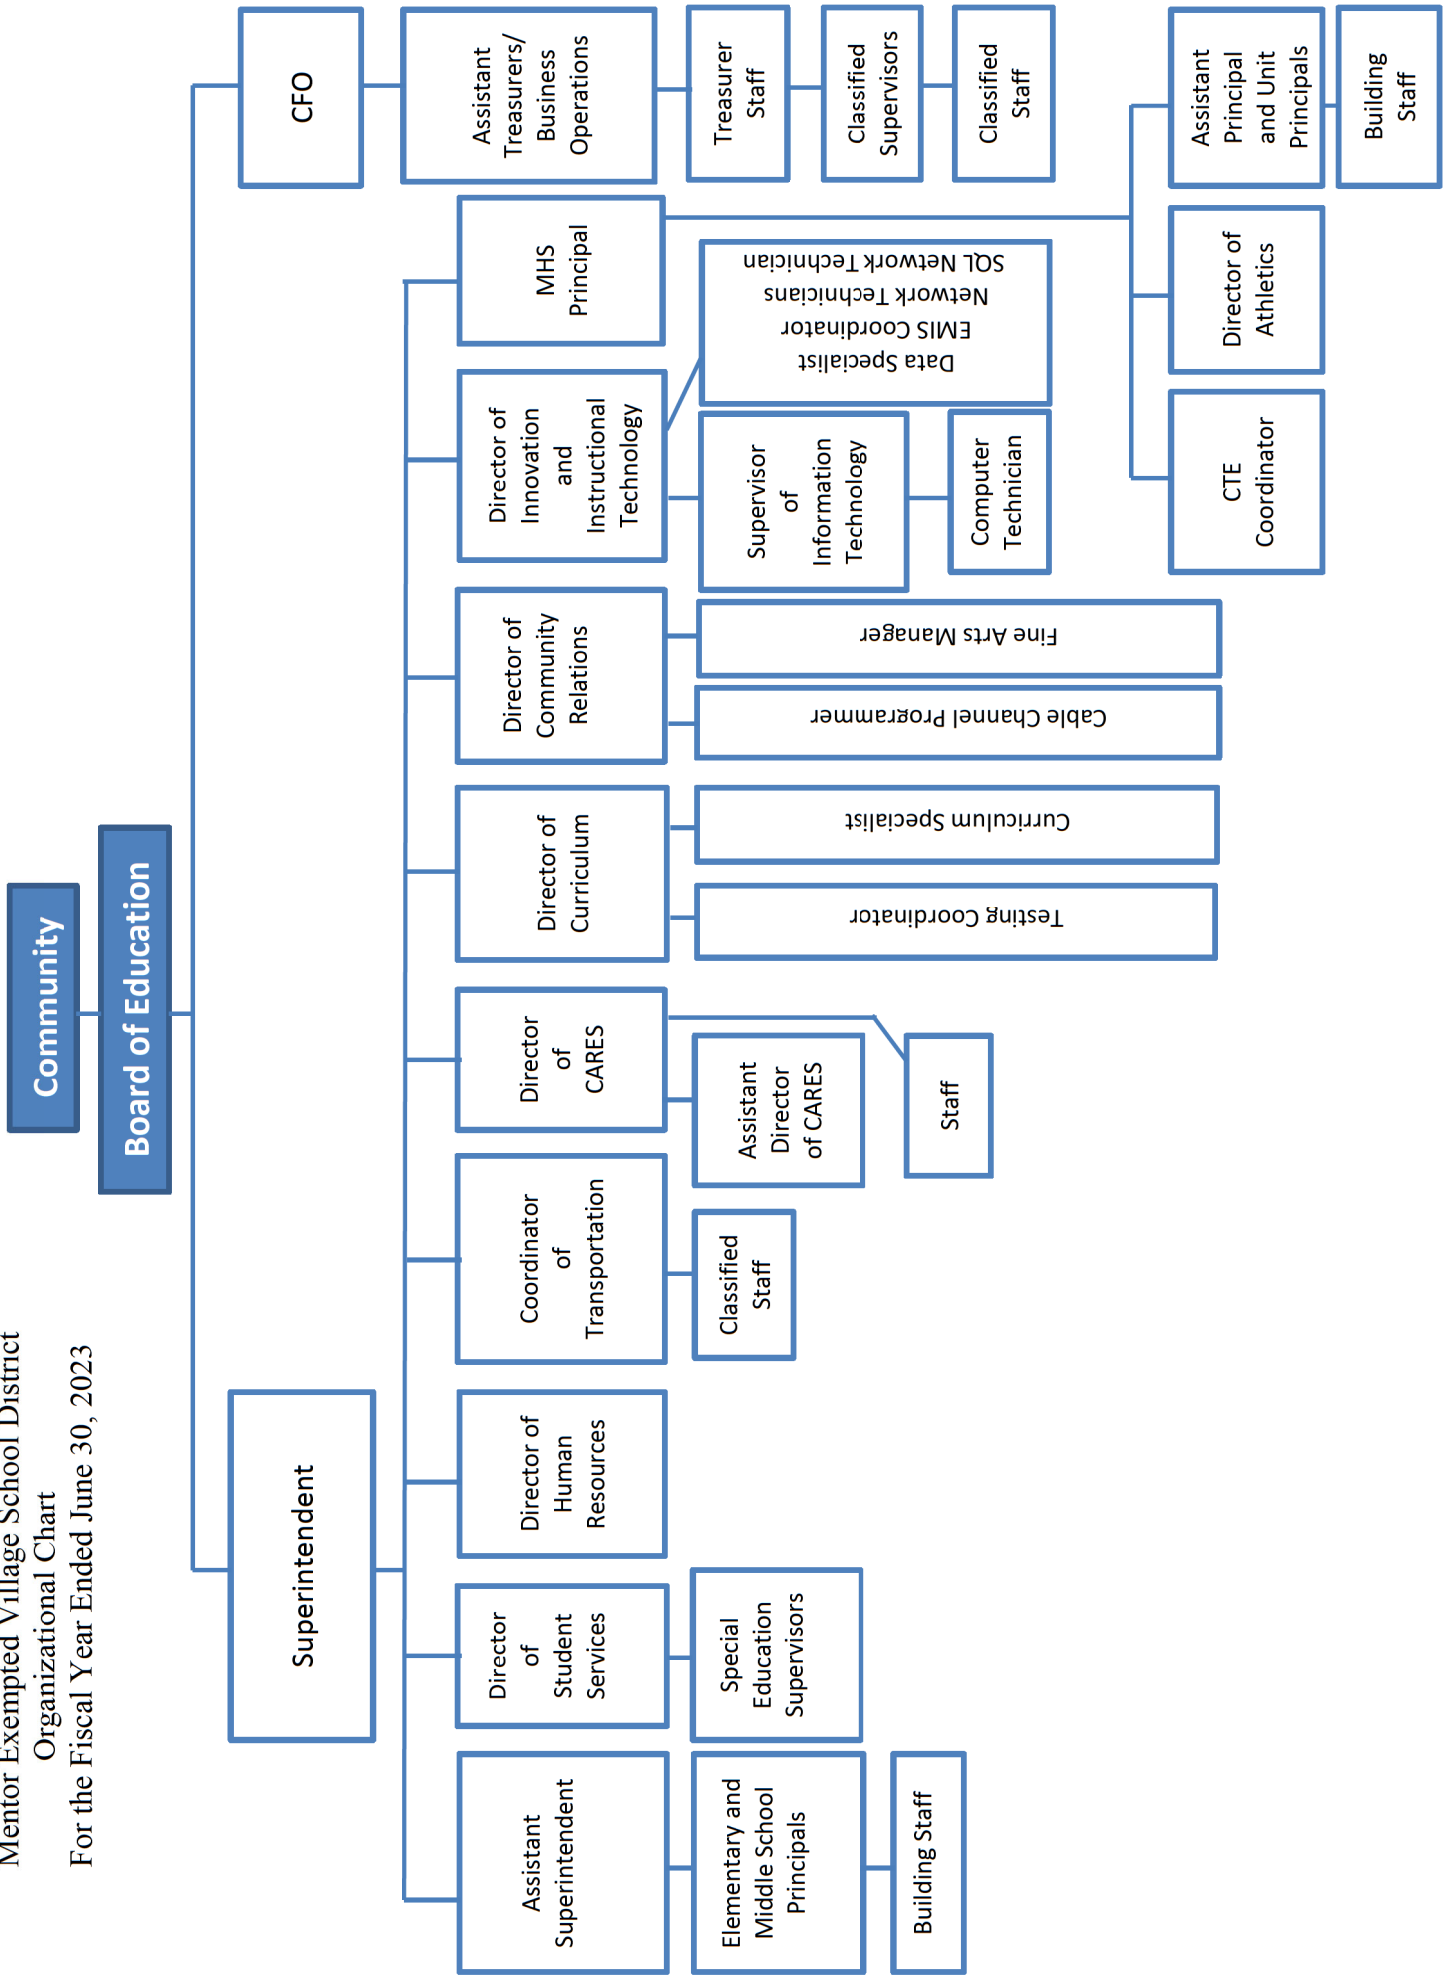 Mentor Exempted Village School District
Organizational Chart
For the Fiscal Year Ended June 30, 2023
Community
Board of Education
Superintendent
CFO
Assistant
Superintendent
Elementary and
Middle School
Principals
Building Staff
Director
of
Student
Services
Special
Education
Supervisors
Director of
Human
Resources
Coordinator
of
Transportation
Classified
Staff
Director
of
CARES
Assistant
Director
of CARES
Staff
Director of
Curriculum
Testing Coordinator
Curriculum Specialist
Director of
Community
Relations
Cable Channel Programmer
Fine Arts Manager
Director of
Innovation
and
Instructional
Technology
Supervisor
of
Information
Technology
Computer
Technician
Data Specialist
EMIS Coordinator
Network Technicians
SQL Network Technician
MHS
Principal
CTE
Coordinator
Director of
Athletics
Assistant
Principal
and Unit
Principals
Building
Staff
Assistant
Treasurers/
Business
Operations
Treasurer
Staff
Classified
Supervisors
Classified
Staff